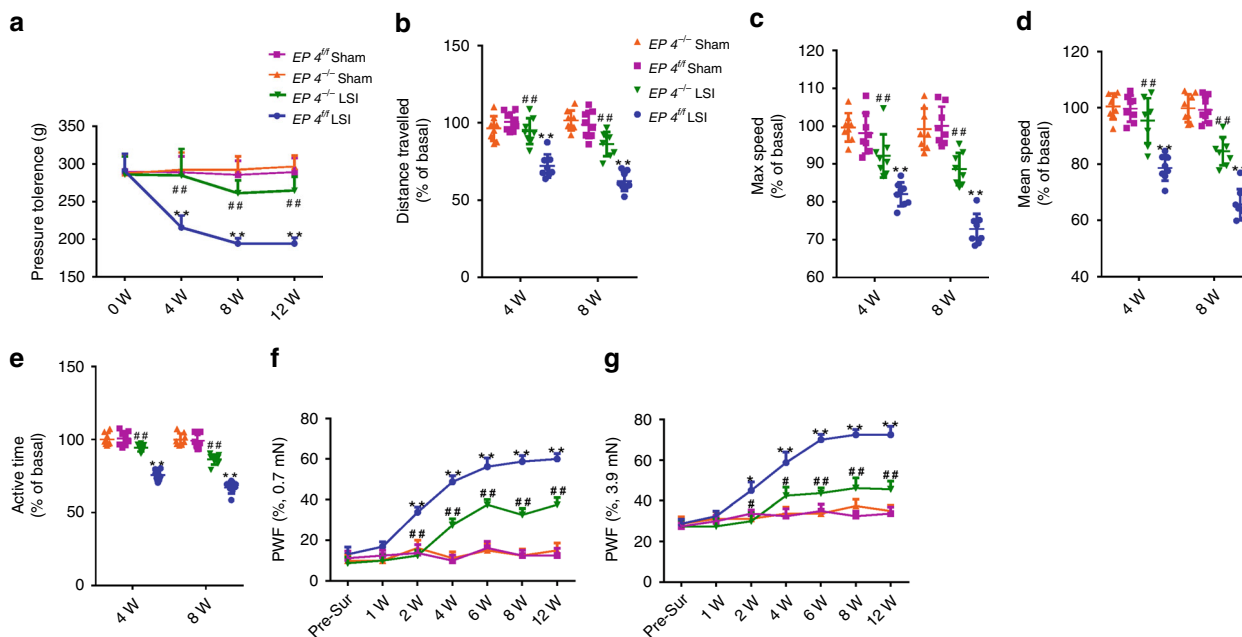 a
EP 4f/f Sham
EP 4–/– Sham
EP 4–/– LSI
EP 4f/f LSI
Pressure tolerence (g)
350
300
250
200
150
##
##
##
**
**
**
0 W
4 W
8 W
12 W
b
EP 4–/– Sham
EP 4f/f Sham
EP 4–/– LSI
EP 4f/f LSI
Distance travelled
(% of basal)
150
100
50
0
##
**
##
**
4 W
8 W
c
Max speed
(% of basal)
110
100
90
80
70
60
##
**
##
**
4 W
8 W
d
Mean speed
(% of basal)
120
100
80
60
40
##
**
##
*
4 W
8 W
e
Active time
(% of basal)
150
100
50
0
##
**
##
**
4 W
8 W
f
PWF (%, 0.7 mN)
80
60
40
20
0
**
**
**
**
**
##
##
##
##
##
Pre-Sur
1 W
2 W
4 W
6 W
8 W
12 W
g
PWF (%, 3.9 mN)
80
60
40
20
0
*
**
**
**
**
#
#
##
##
##
Pre-Sur
1 W
2 W
4 W
6 W
8 W
12 W